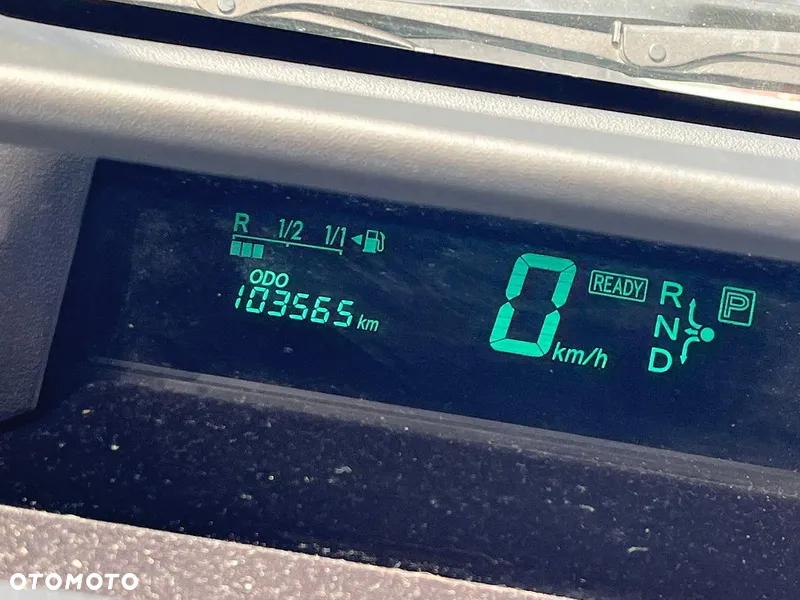 R 1/2 1/1
ODO
103565 km
0 km/h
READY
R
N
D
P
OTOMOTO